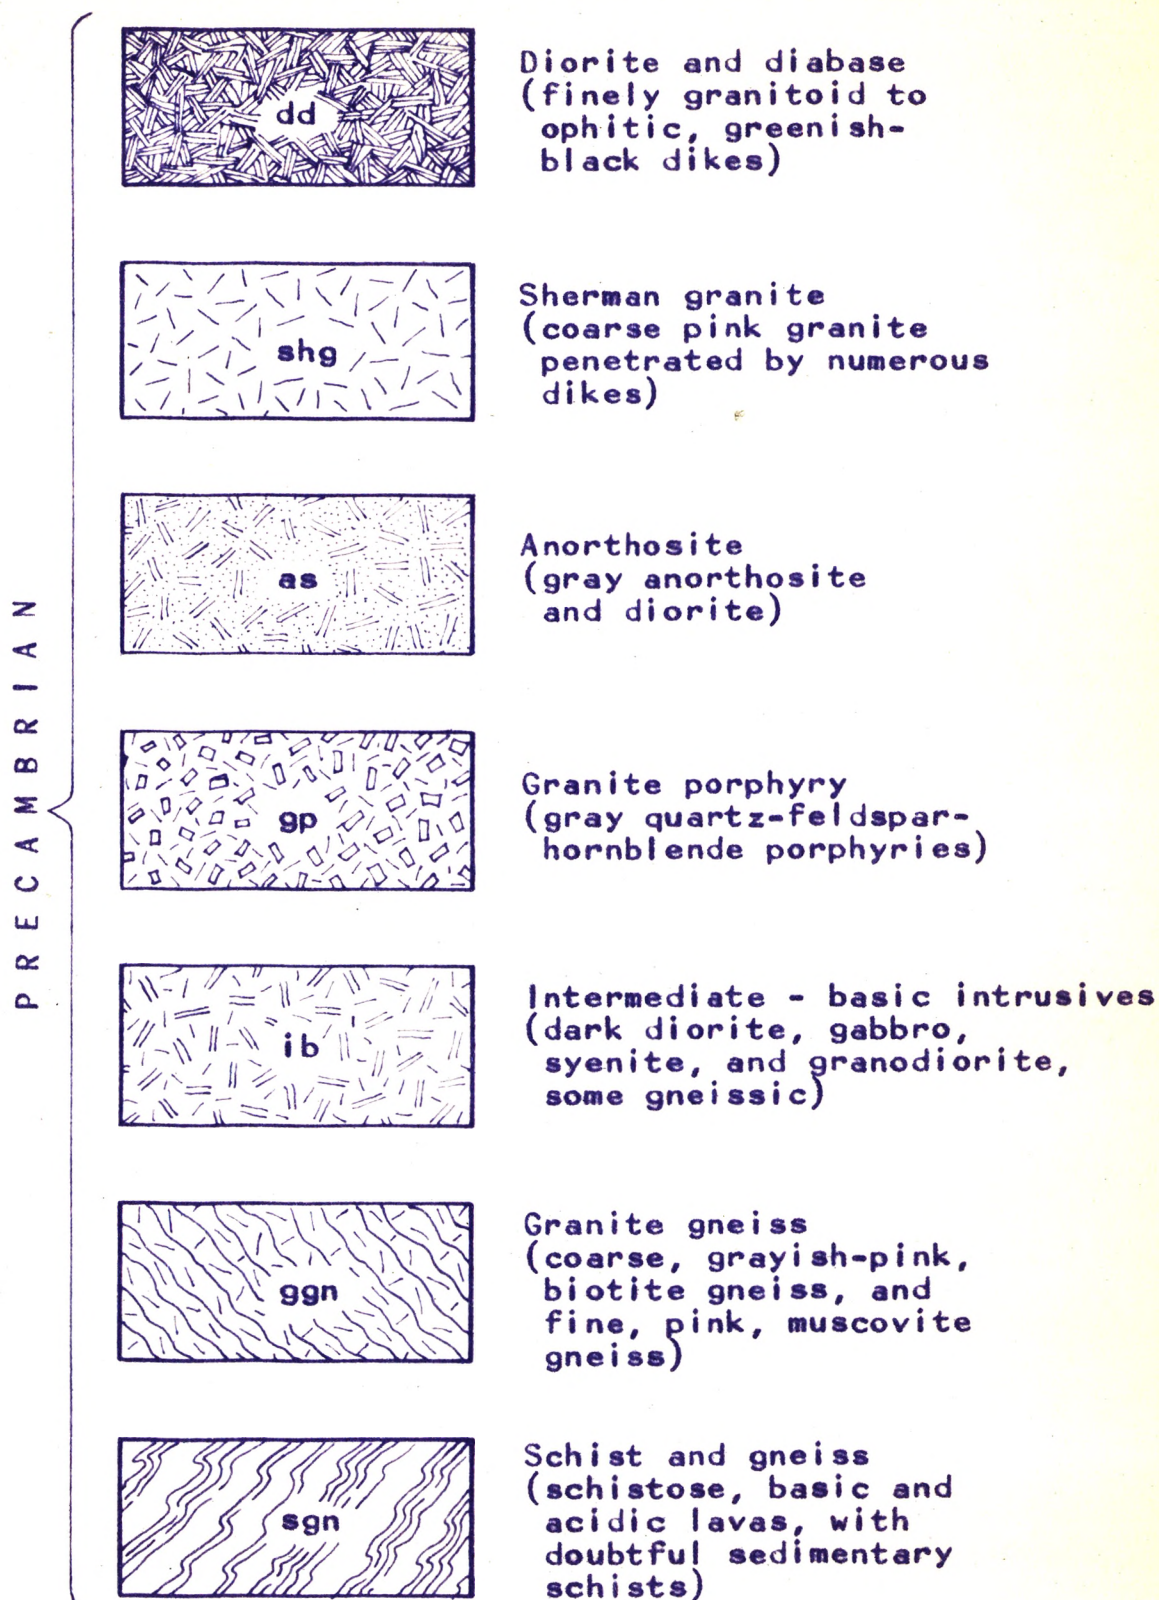 PRECAMBRIAN
dd
Diorite and diabase
(finely granitoid to
ophitic, greenish-
black dikes)
shg
Sherman granite
(coarse pink granite
penetrated by numerous
dikes)
as
Anorthosite
(gray anorthosite
and diorite)
gp
Granite porphyry
(gray quartz-feldspar-
hornblende porphyries)
ib
Intermediate - basic intrusives
(dark diorite, gabbro,
syenite, and granodiorite,
some gneissic)
ggn
Granite gneiss
(coarse, grayish-pink,
biotite gneiss, and
fine, pink, muscovite
gneiss)
sgn
Schist and gneiss
(schistose, basic and
acidic lavas, with
doubtful sedimentary
schists)